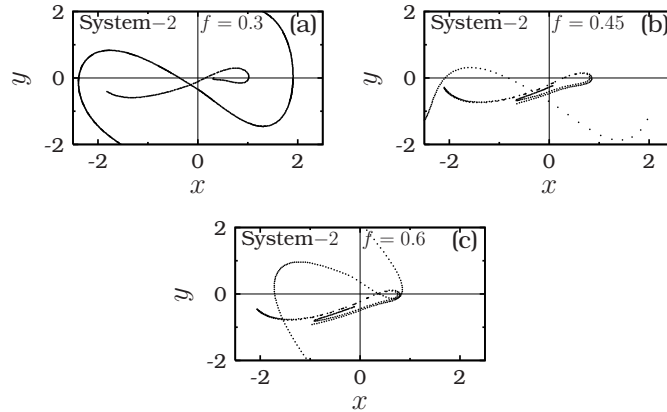 System−2 f = 0.3 (a)
2
y
0
-2
-2 0 2
x
System−2 f = 0.45 (b)
2
y
0
-2
-2 0 2
x
System−2 f = 0.6 (c)
2
y
0
-2
-2 0 2
x